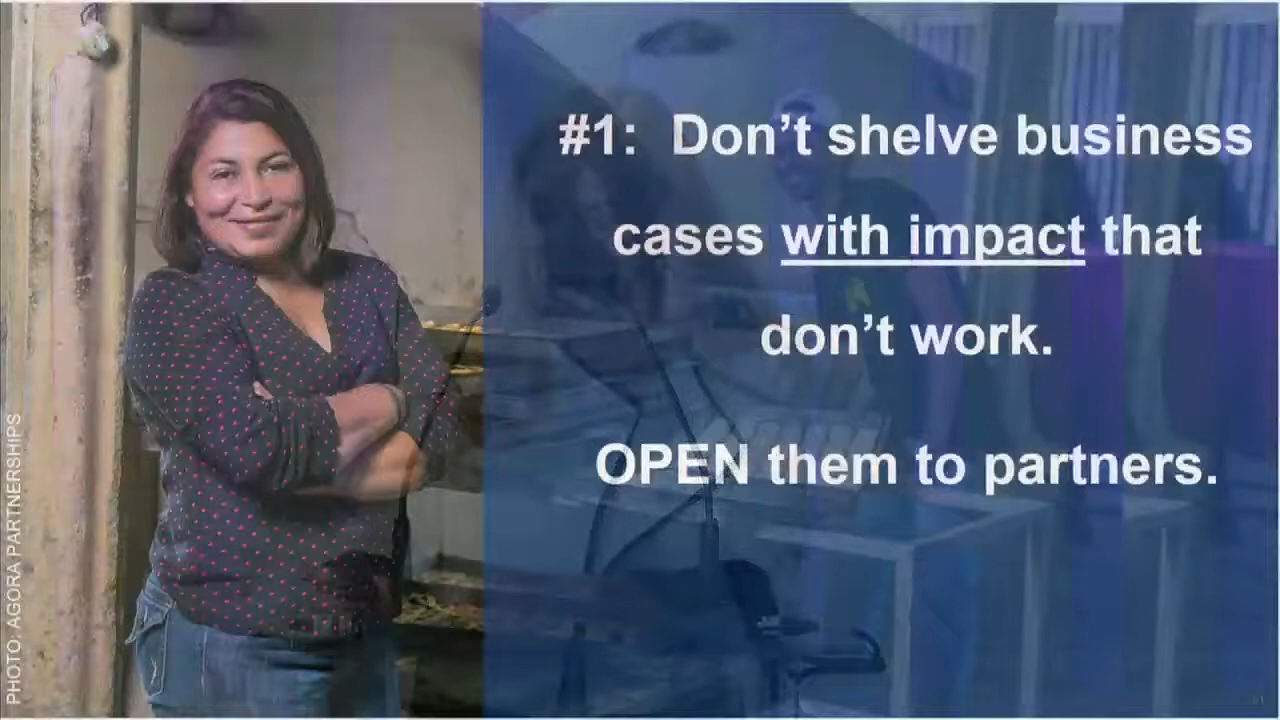 #1: Don’t shelve business
cases with impact that
don’t work.
OPEN them to partners.
PHOTO: AGORA PARTNERSHIPS